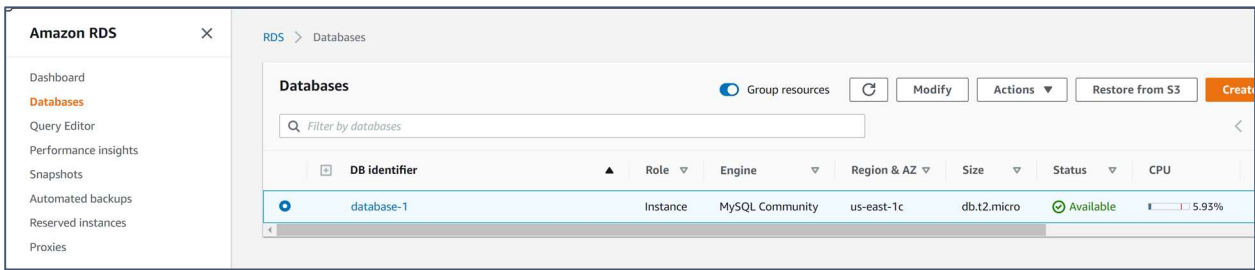 Amazon RDS
Dashboard
Databases
Query Editor
Performance insights
Snapshots
Automated backups
Reserved instances
Proxies
RDS > Databases
Databases
Group resources
Modify
Actions
Restore from S3
Create
Filter by databases
DB identifier Role Engine Region & AZ Size Status CPU
database-1 Instance MySQL Community us-east-1c db.t2.micro Available 5.93%